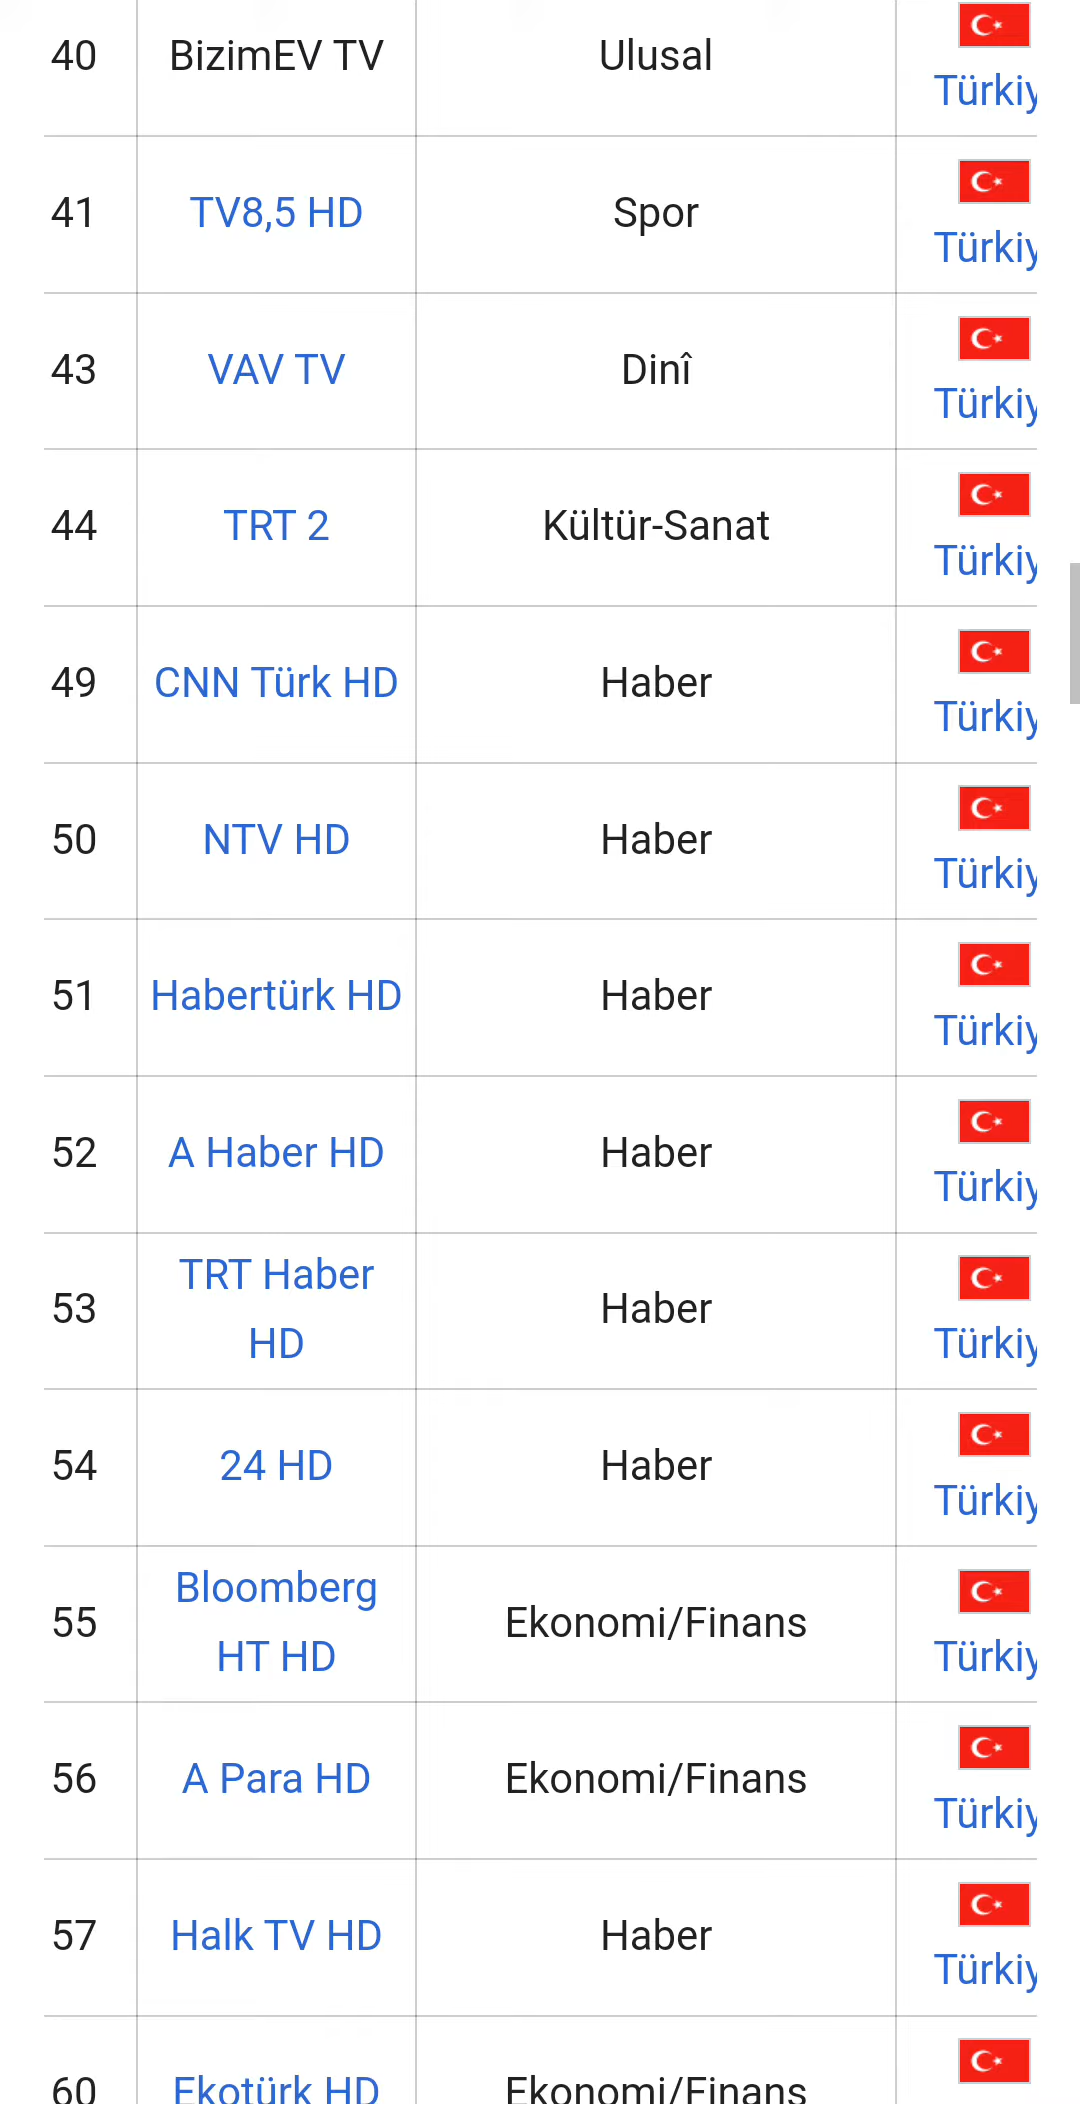 40 BizimEV TV Ulusal
Türkiy
41 TV8,5 HD Spor
Türkiy
43 VAV TV Dinî
Türkiy
44 TRT 2 Kültür-Sanat
Türkiy
49 CNN Türk HD Haber
Türkiy
50 NTV HD Haber
Türkiy
51 Habertürk HD Haber
Türkiy
52 A Haber HD Haber
Türkiy
53 TRT Haber HD Haber
Türkiy
54 24 HD Haber
Türkiy
55 Bloomberg HT HD Ekonomi/Finans
Türkiy
56 A Para HD Ekonomi/Finans
Türkiy
57 Halk TV HD Haber
Türkiy
60 Ekotürk HD Ekonomi/Finans